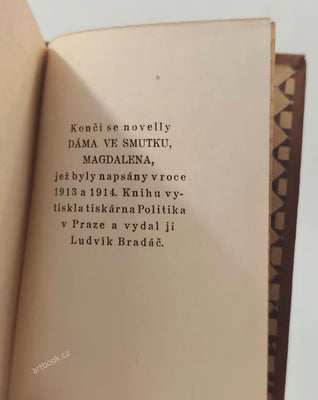 Končí se novelly
DÁMA VE SMUTKU,
MAGDALENA,
jež byly napsány v roce
1913 a 1914. Knihu vy-
tiskla tiskárna Politika
v Praze a vydal ji
Ludvík Bradáč.
artbook.cz